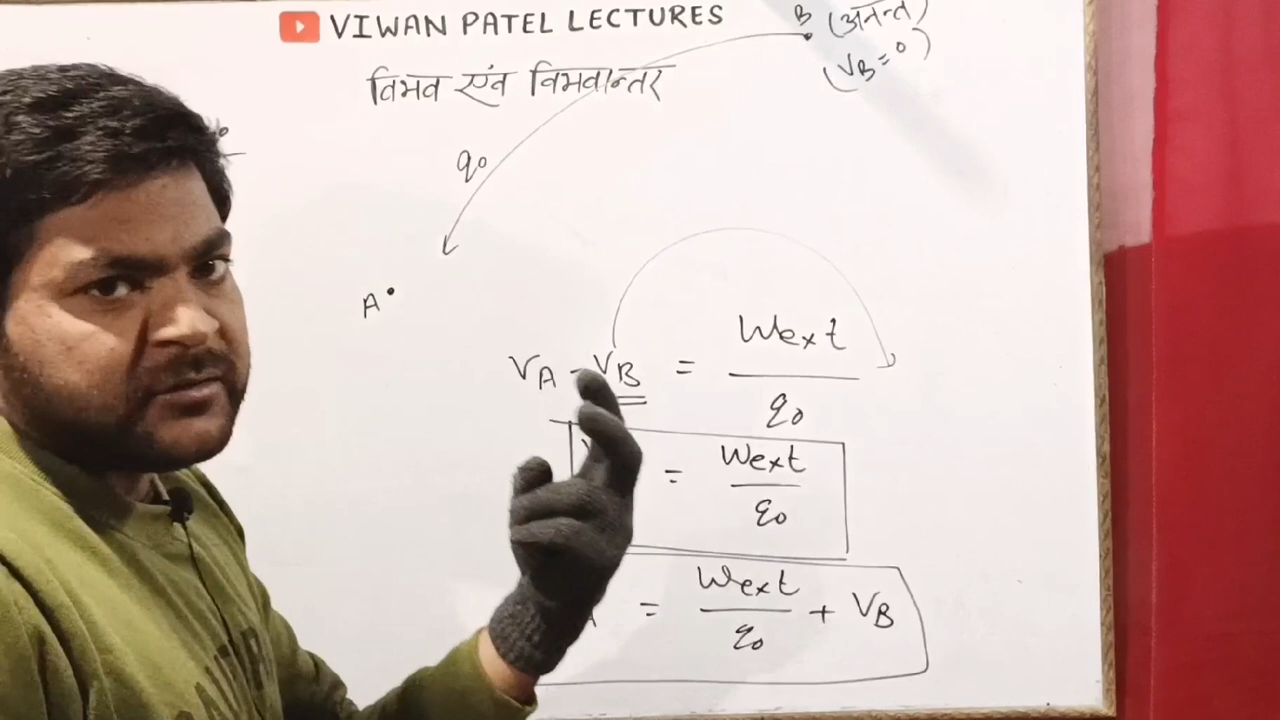 VIWAN PATEL LECTURES
B (अनन्त)
(VB=0)
विभव एंव विभवान्तर
q0
A
VA - VB = Wext / q0
= Wext / q0
= Wext / q0 + VB